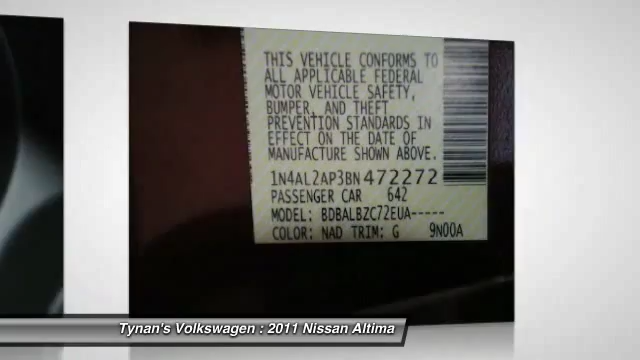 THIS VEHICLE CONFORMS TO
ALL APPLICABLE FEDERAL
MOTOR VEHICLE SAFETY,
BUMPER, AND THEFT
PREVENTION STANDARDS IN
EFFECT ON THE DATE OF
MANUFACTURE SHOWN ABOVE.
1N4AL2AP3BN472272
PASSENGER CAR 642
MODEL: BDBALBZC72EUA-----
COLOR: NAD TRIM: G 9N00A
Tynan's Volkswagen : 2011 Nissan Altima